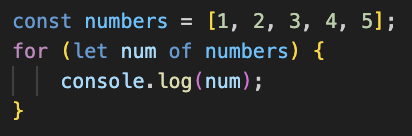 const numbers = [1, 2, 3, 4, 5];
for (let num of numbers) {
    console.log(num);
}